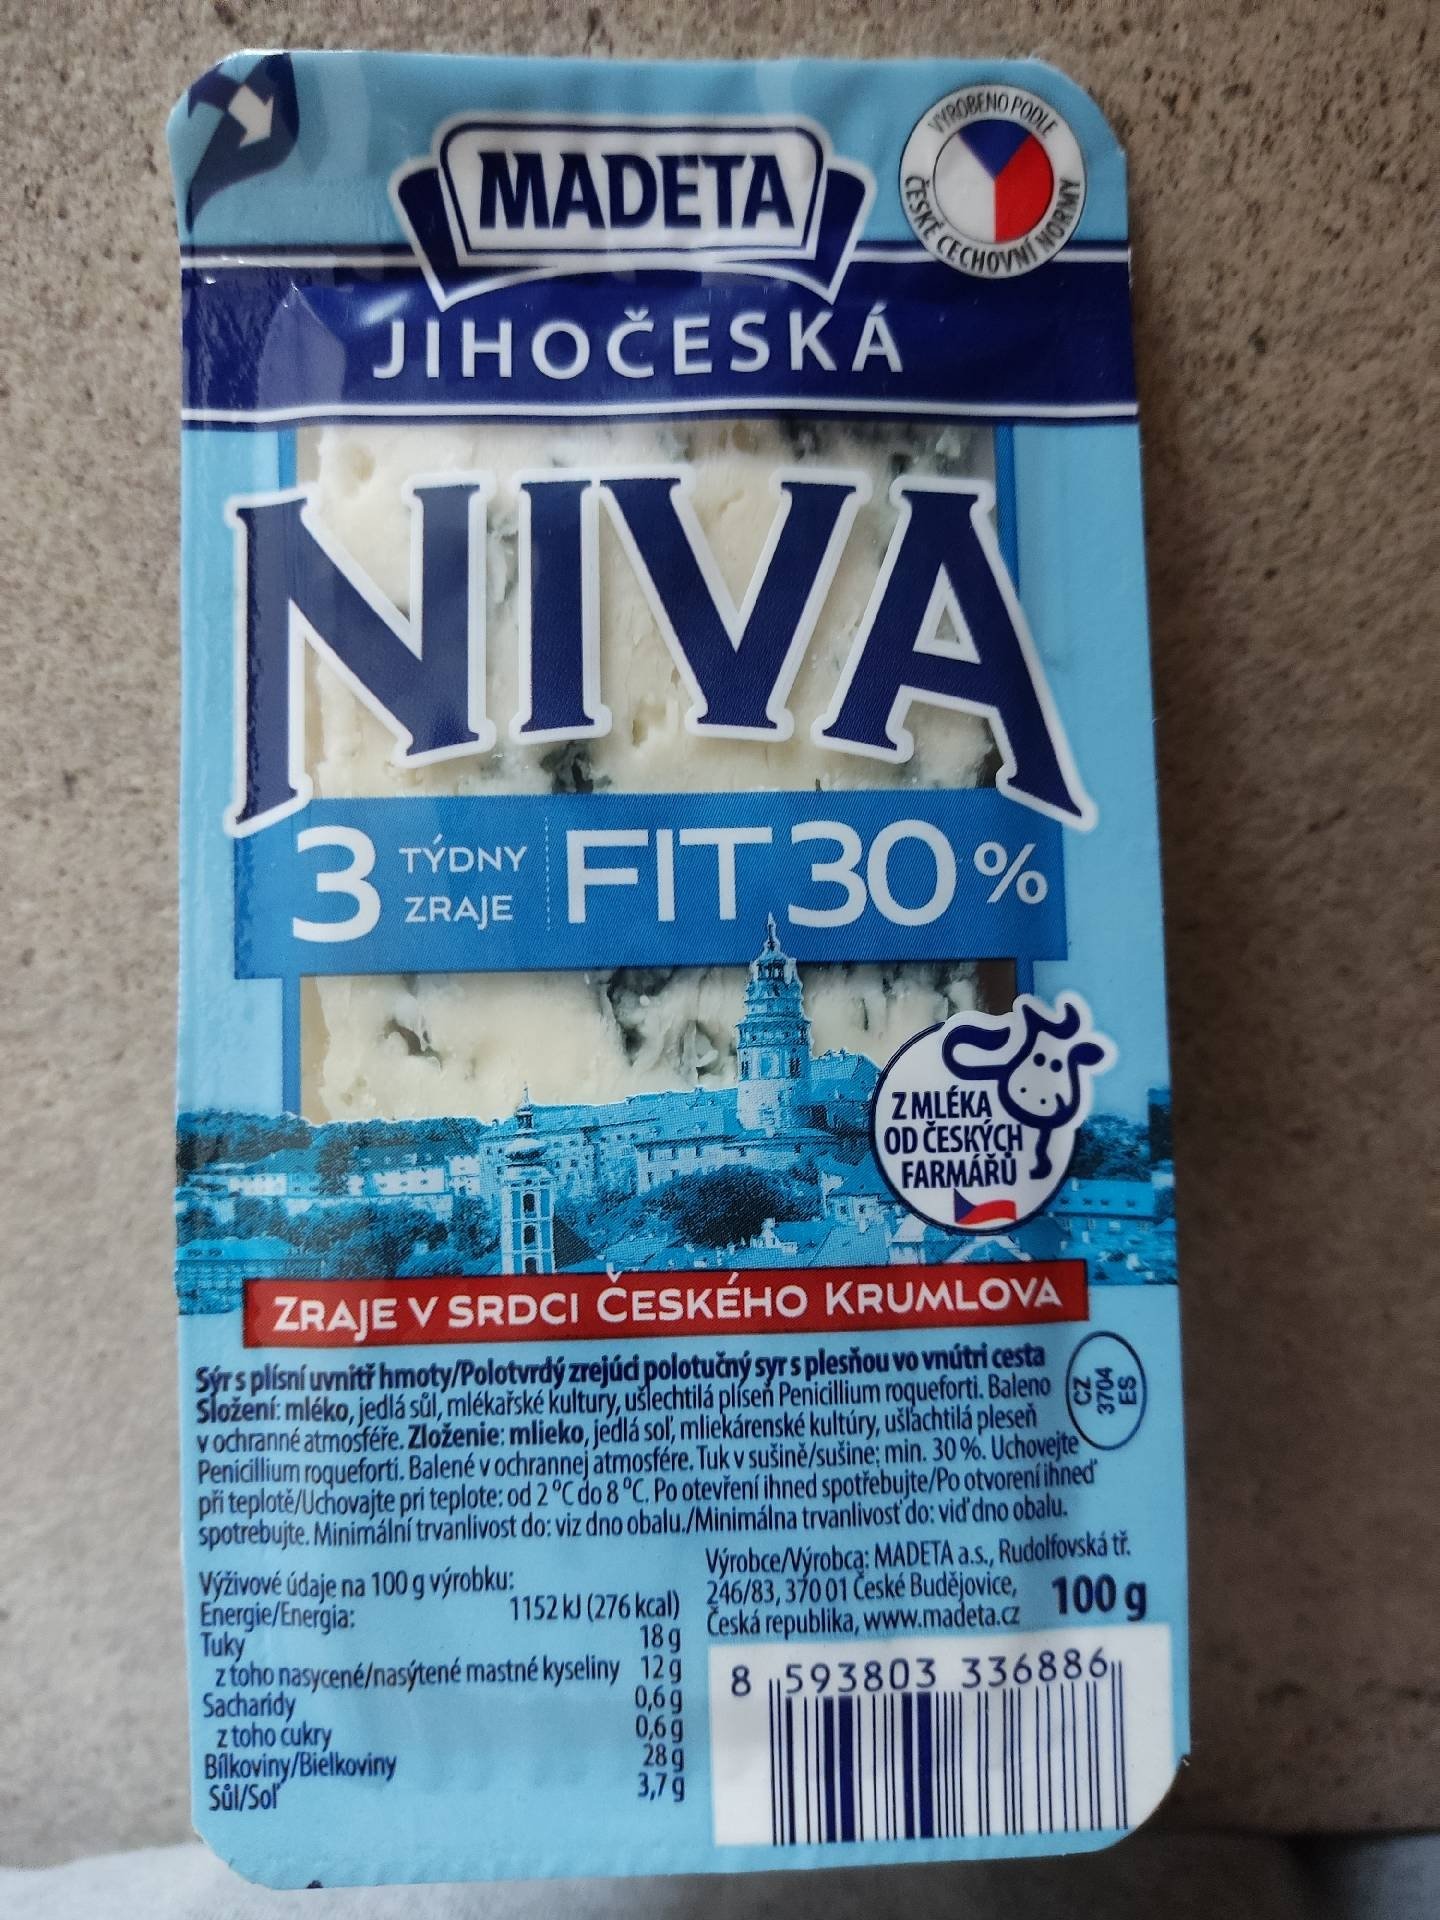 MADETA
VYROBENO PODLE
ČESKÉ CECHOVNÍ NORMY
JIHOČESKÁ
NIVA
3 TÝDNY
ZRAJE
FIT 30 %
Z MLÉKA
OD ČESKÝCH
FARMÁŘŮ
ZRAJE V SRDCI ČESKÉHO KRUMLOVA
Sýr s plísní uvnitř hmoty/Polotvrdý zrejúci polotučný syr s plesňou vo vnútri cesta
Složení: mléko, jedlá sůl, mlékařské kultury, ušlechtilá plíseň Penicillium roqueforti. Baleno
v ochranné atmosféře. Zloženie: mlieko, jedlá soľ, mliekárenské kultúry, ušľachtilá pleseň
Penicillium roqueforti. Balené v ochrannej atmosfére. Tuk v sušině/sušine: min. 30 %. Uchovejte
při teplotě/Uchovajte pri teplote: od 2 °C do 8 °C. Po otevření ihned spotřebujte/Po otvorení ihneď
spotrebujte. Minimální trvanlivost do: viz dno obalu./Minimálna trvanlivosť do: viď dno obalu.
CZ
3704
ES
Výživové údaje na 100 g výrobku:
Energie/Energia: 1152 kJ (276 kcal)
Tuky 18 g
z toho nasycené/nasýtené mastné kyseliny 12 g
Sacharidy 0,6 g
z toho cukry 0,6 g
Bílkoviny/Bielkoviny 28 g
Sůl/Soľ 3,7 g
Výrobce/Výrobca: MADETA a.s., Rudolfovská tř.
246/83, 370 01 České Budějovice,
Česká republika, www.madeta.cz
100 g
8 593803 336886